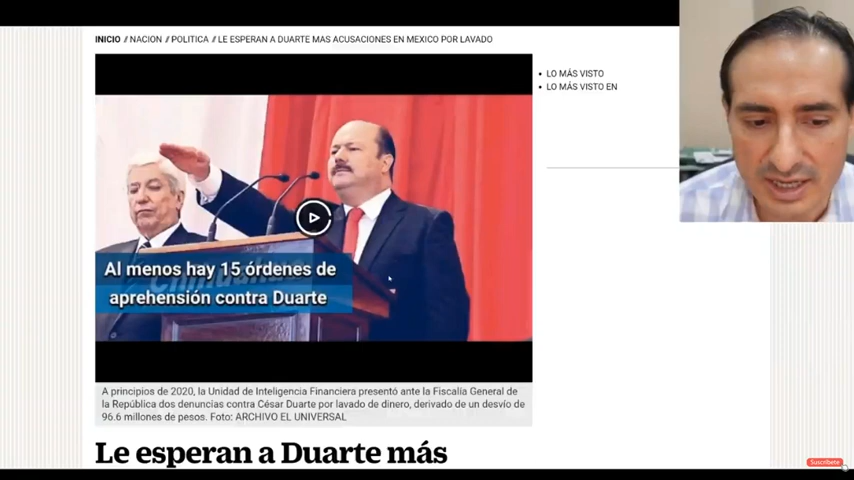 INICIO // NACION // POLITICA // LE ESPERAN A DUARTE MAS ACUSACIONES EN MEXICO POR LAVADO
LO MÁS VISTO
LO MÁS VISTO EN
Al menos hay 15 órdenes de
aprehensión contra Duarte
A principios de 2020, la Unidad de Inteligencia Financiera presentó ante la Fiscalía General de
la República dos denuncias contra César Duarte por lavado de dinero, derivado de un desvío de
96.6 millones de pesos. Foto: ARCHIVO EL UNIVERSAL
Le esperan a Duarte más
Suscríbete